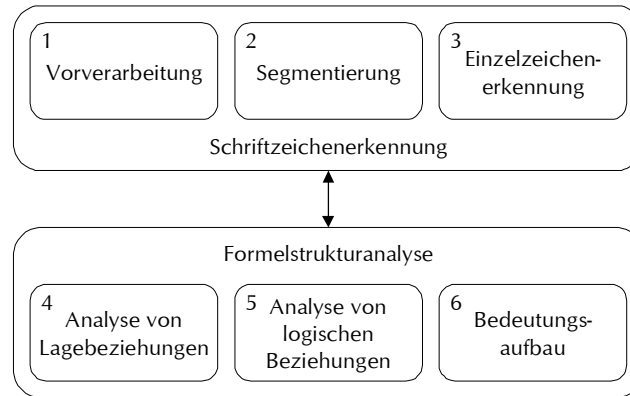 1
Vorverarbeitung
2
Segmentierung
3
Einzelzeichen-
erkennung
Schriftzeichenerkennung
Formelstrukturanalyse
4
Analyse von
Lagebeziehungen
5
Analyse von
logischen
Beziehungen
6
Bedeutungs-
aufbau